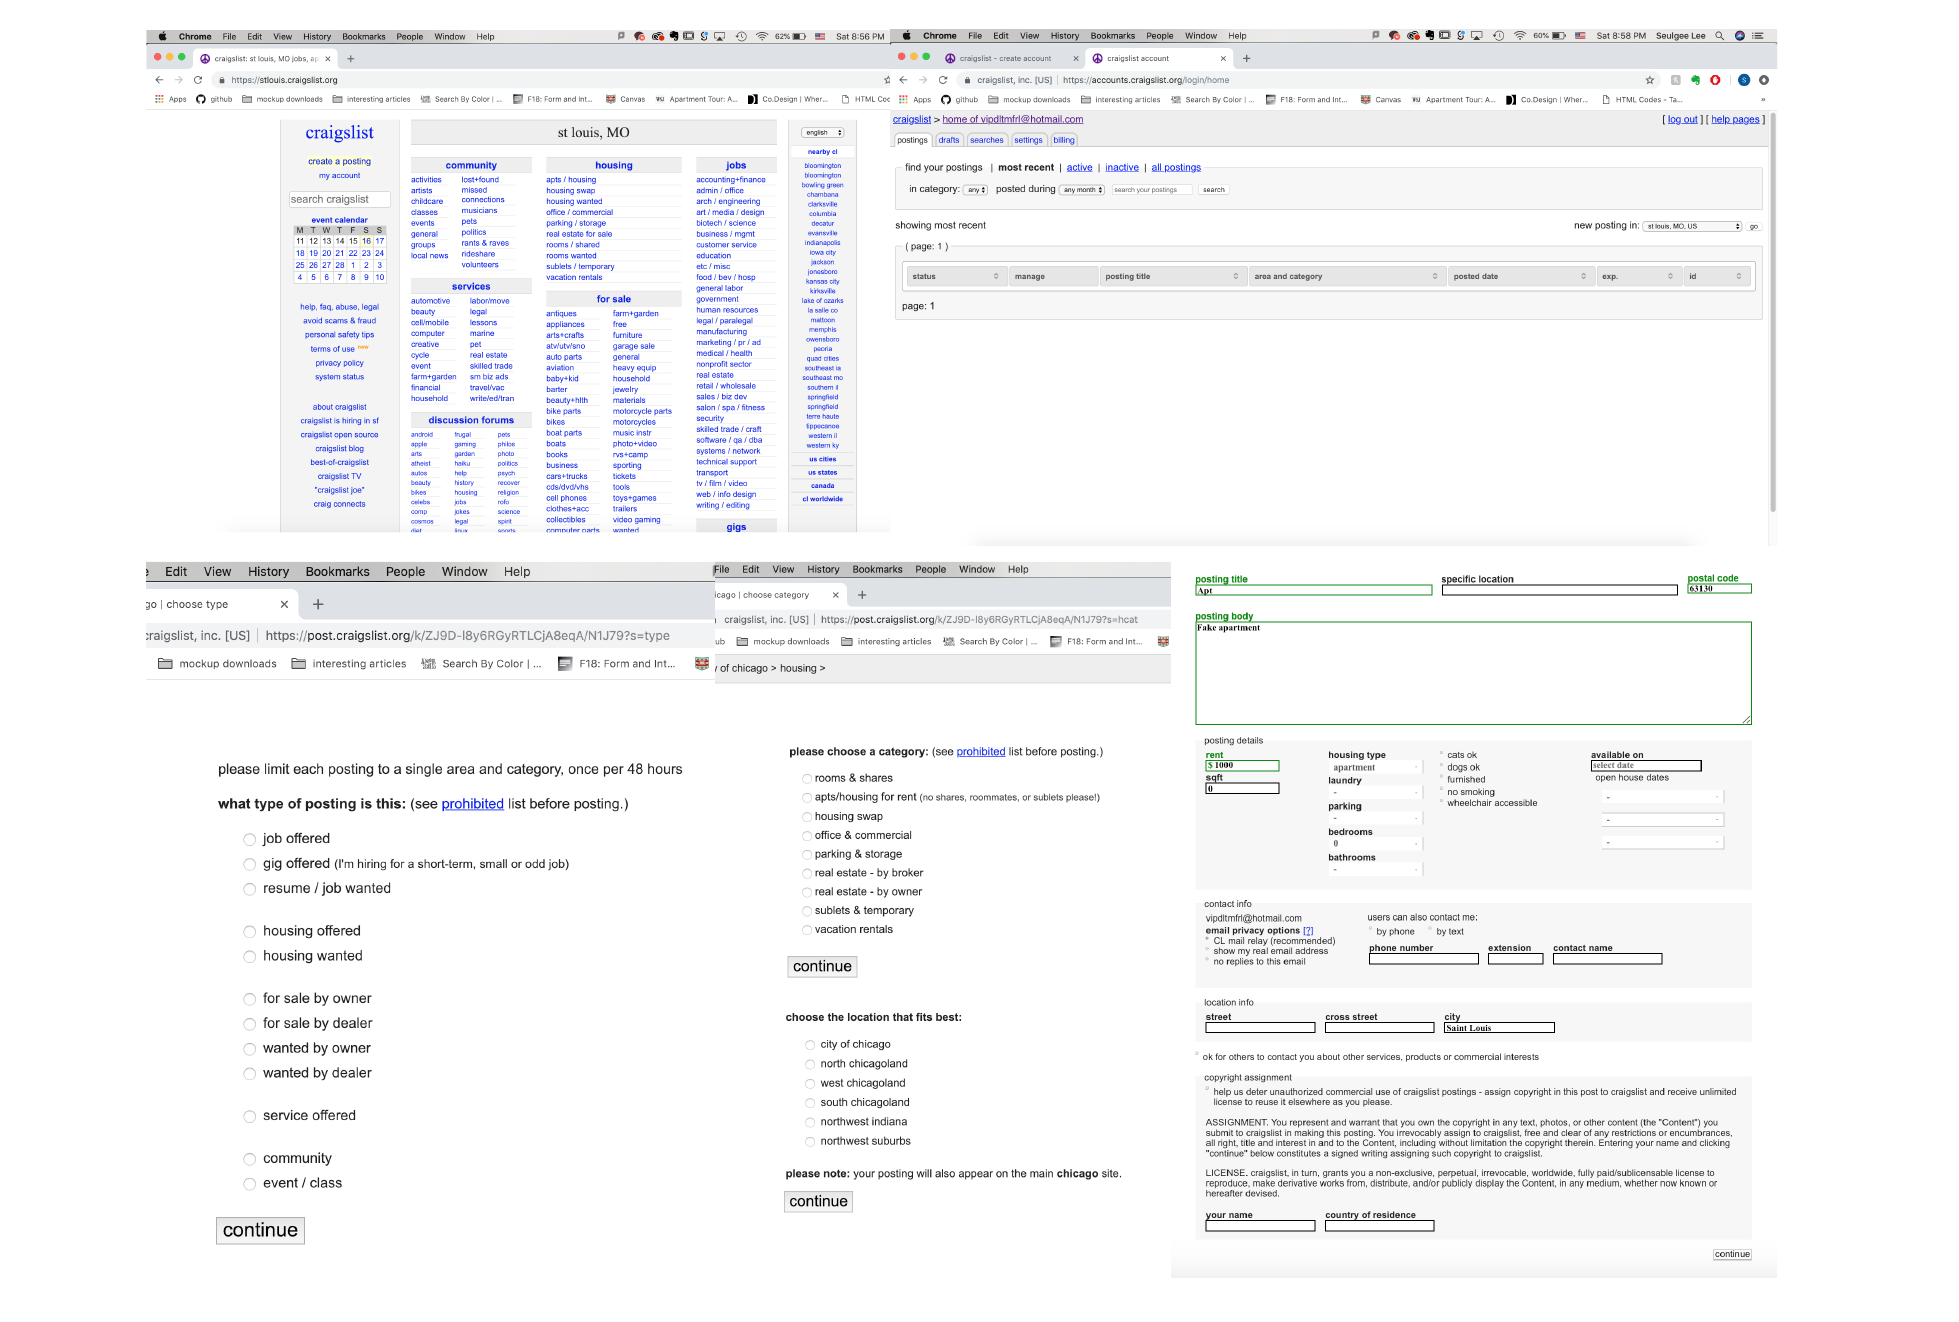 Chrome File Edit View History Bookmarks People Window Help 62% Sat 8:56 PM
craigslist: st louis, MO jobs, ap
https://stlouis.craigslist.org
Apps github mockup downloads interesting articles Search By Color | ... F18: Form and Int... Canvas Apartment Tour: A... Co.Design | Wher... HTML Coc
craigslist
create a posting
my account
search craigslist
event calendar
M T W T F S S
11 12 13 14 15 16 17
18 19 20 21 22 23 24
25 26 27 28 1 2 3
4 5 6 7 8 9 10
help, faq, abuse, legal
avoid scams & fraud
personal safety tips
terms of use new
privacy policy
system status
about craigslist
craigslist is hiring in sf
craigslist open source
craigslist blog
best-of-craigslist
craigslist TV
"craigslist joe"
craig connects
st louis, MO
community
activities
artists
childcare
classes
events
general
groups
local news
lost+found
missed
connections
musicians
pets
politics
rants & raves
rideshare
volunteers
services
automotive
beauty
cell/mobile
computer
creative
cycle
event
farm+garden
financial
household
labor/move
legal
lessons
marine
pet
real estate
skilled trade
sm biz ads
travel/vac
write/ed/tran
discussion forums
android
apple
arts
atheist
autos
beauty
bikes
celebs
comp
cosmos
diet
frugal
gaming
garden
haiku
help
history
housing
jobs
jokes
legal
linux
pets
philos
photo
politics
psych
recover
religion
rofo
science
spirit
sports
housing
apts / housing
housing swap
housing wanted
office / commercial
parking / storage
real estate for sale
rooms / shared
rooms wanted
sublets / temporary
vacation rentals
for sale
antiques
appliances
arts+crafts
atv/utv/sno
auto parts
aviation
baby+kid
barter
beauty+hlth
bike parts
bikes
boat parts
boats
books
business
cars+trucks
cds/dvd/vhs
cell phones
clothes+acc
collectibles
computer parts
farm+garden
free
furniture
garage sale
general
heavy equip
household
jewelry
materials
motorcycle parts
motorcycles
music instr
photo+video
rvs+camp
sporting
tickets
tools
toys+games
trailers
video gaming
wanted
jobs
accounting+finance
admin / office
arch / engineering
art / media / design
biotech / science
business / mgmt
customer service
education
etc / misc
food / bev / hosp
general labor
government
human resources
legal / paralegal
manufacturing
marketing / pr / ad
medical / health
nonprofit sector
real estate
retail / wholesale
sales / biz dev
salon / spa / fitness
security
skilled trade / craft
software / qa / dba
systems / network
technical support
transport
tv / film / video
web / info design
writing / editing
gigs
english
nearby cl
bloomington
bloomington
bowling green
chambana
clarksville
columbia
decatur
evansville
indianapolis
iowa city
jackson
jonesboro
kansas city
kirksville
lake of ozarks
la salle co
mattoon
memphis
owensboro
peoria
quad cities
southeast ia
southeast mo
southern il
springfield
springfield
terre haute
tippecanoe
western il
western ky
us cities
us states
canada
cl worldwide
Chrome File Edit View History Bookmarks People Window Help 60% Sat 8:58 PM Seulgee Lee
craigslist - create account craigslist account
craigslist, inc. [US] https://accounts.craigslist.org/login/home
Apps github mockup downloads interesting articles Search By Color | ... F18: Form and Int... Canvas Apartment Tour: A... Co.Design | Wher... HTML Codes - Ta... »
craigslist > home of vipdltmfrl@hotmail.com [ log out ] [ help pages ]
postings drafts searches settings billing
find your postings | most recent | active | inactive | all postings
in category: any posted during any month search your postings search
showing most recent new posting in: st louis, MO, US go
( page: 1 )
status manage posting title area and category posted date exp. id
page: 1
Edit View History Bookmarks People Window Help
go | choose type
craigslist, inc. [US] https://post.craigslist.org/k/ZJ9D-I8y6RGyRTLCjA8eqA/N1J79?s=type
mockup downloads interesting articles Search By Color | ... F18: Form and Int...
please limit each posting to a single area and category, once per 48 hours
what type of posting is this: (see prohibited list before posting.)
job offered
gig offered (I'm hiring for a short-term, small or odd job)
resume / job wanted
housing offered
housing wanted
for sale by owner
for sale by dealer
wanted by owner
wanted by dealer
service offered
community
event / class
continue
File Edit View History Bookmarks People Window Help
icago | choose category
craigslist, inc. [US] https://post.craigslist.org/k/ZJ9D-I8y6RGyRTLCjA8eqA/N1J79?s=hcat
ub mockup downloads interesting articles Search By Color | ... F18: Form and Int...
y of chicago > housing >
please choose a category: (see prohibited list before posting.)
rooms & shares
apts/housing for rent (no shares, roommates, or sublets please!)
housing swap
office & commercial
parking & storage
real estate - by broker
real estate - by owner
sublets & temporary
vacation rentals
continue
choose the location that fits best:
city of chicago
north chicagoland
west chicagoland
south chicagoland
northwest indiana
northwest suburbs
please note: your posting will also appear on the main chicago site.
continue
posting title specific location postal code
Apt 63130
posting body
Fake apartment
posting details
rent
$ 1000
sqft
0
housing type
apartment
laundry
-
parking
-
bedrooms
0
bathrooms
-
cats ok
dogs ok
furnished
no smoking
wheelchair accessible
available on
select date
open house dates
-
-
-
contact info
vipdltmfrl@hotmail.com
email privacy options [?]
CL mail relay (recommended)
show my real email address
no replies to this email
users can also contact me:
by phone by text
phone number extension contact name
location info
street cross street city
Saint Louis
ok for others to contact you about other services, products or commercial interests
copyright assignment
help us deter unauthorized commercial use of craigslist postings - assign copyright in this post to craigslist and receive unlimited
license to reuse it elsewhere as you please.
ASSIGNMENT. You represent and warrant that you own the copyright in any text, photos, or other content (the "Content") you
submit to craigslist in making this posting. You irrevocably assign to craigslist, free and clear of any restrictions or encumbrances,
all right, title and interest in and to the Content, including without limitation the copyright therein. Entering your name and clicking
"continue" below constitutes a signed writing assigning such copyright to craigslist.
LICENSE. craigslist, in turn, grants you a non-exclusive, perpetual, irrevocable, worldwide, fully paid/sublicensable license to
reproduce, make derivative works from, distribute, and/or publicly display the Content, in any medium, whether now known or
hereafter devised.
your name country of residence
continue